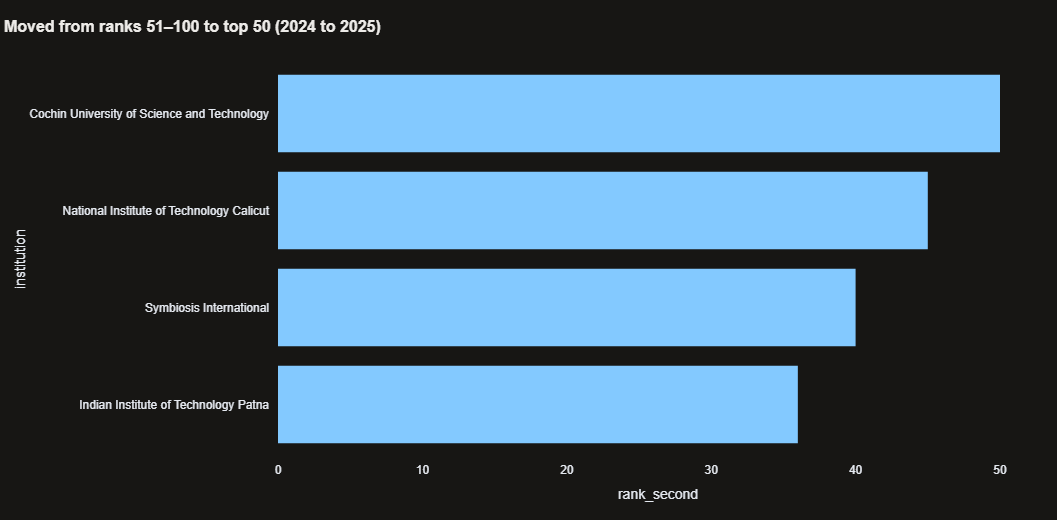 Moved from ranks 51–100 to top 50 (2024 to 2025)
Cochin University of Science and Technology
National Institute of Technology Calicut
institution
Symbiosis International
Indian Institute of Technology Patna
0 10 20 30 40 50
rank_second